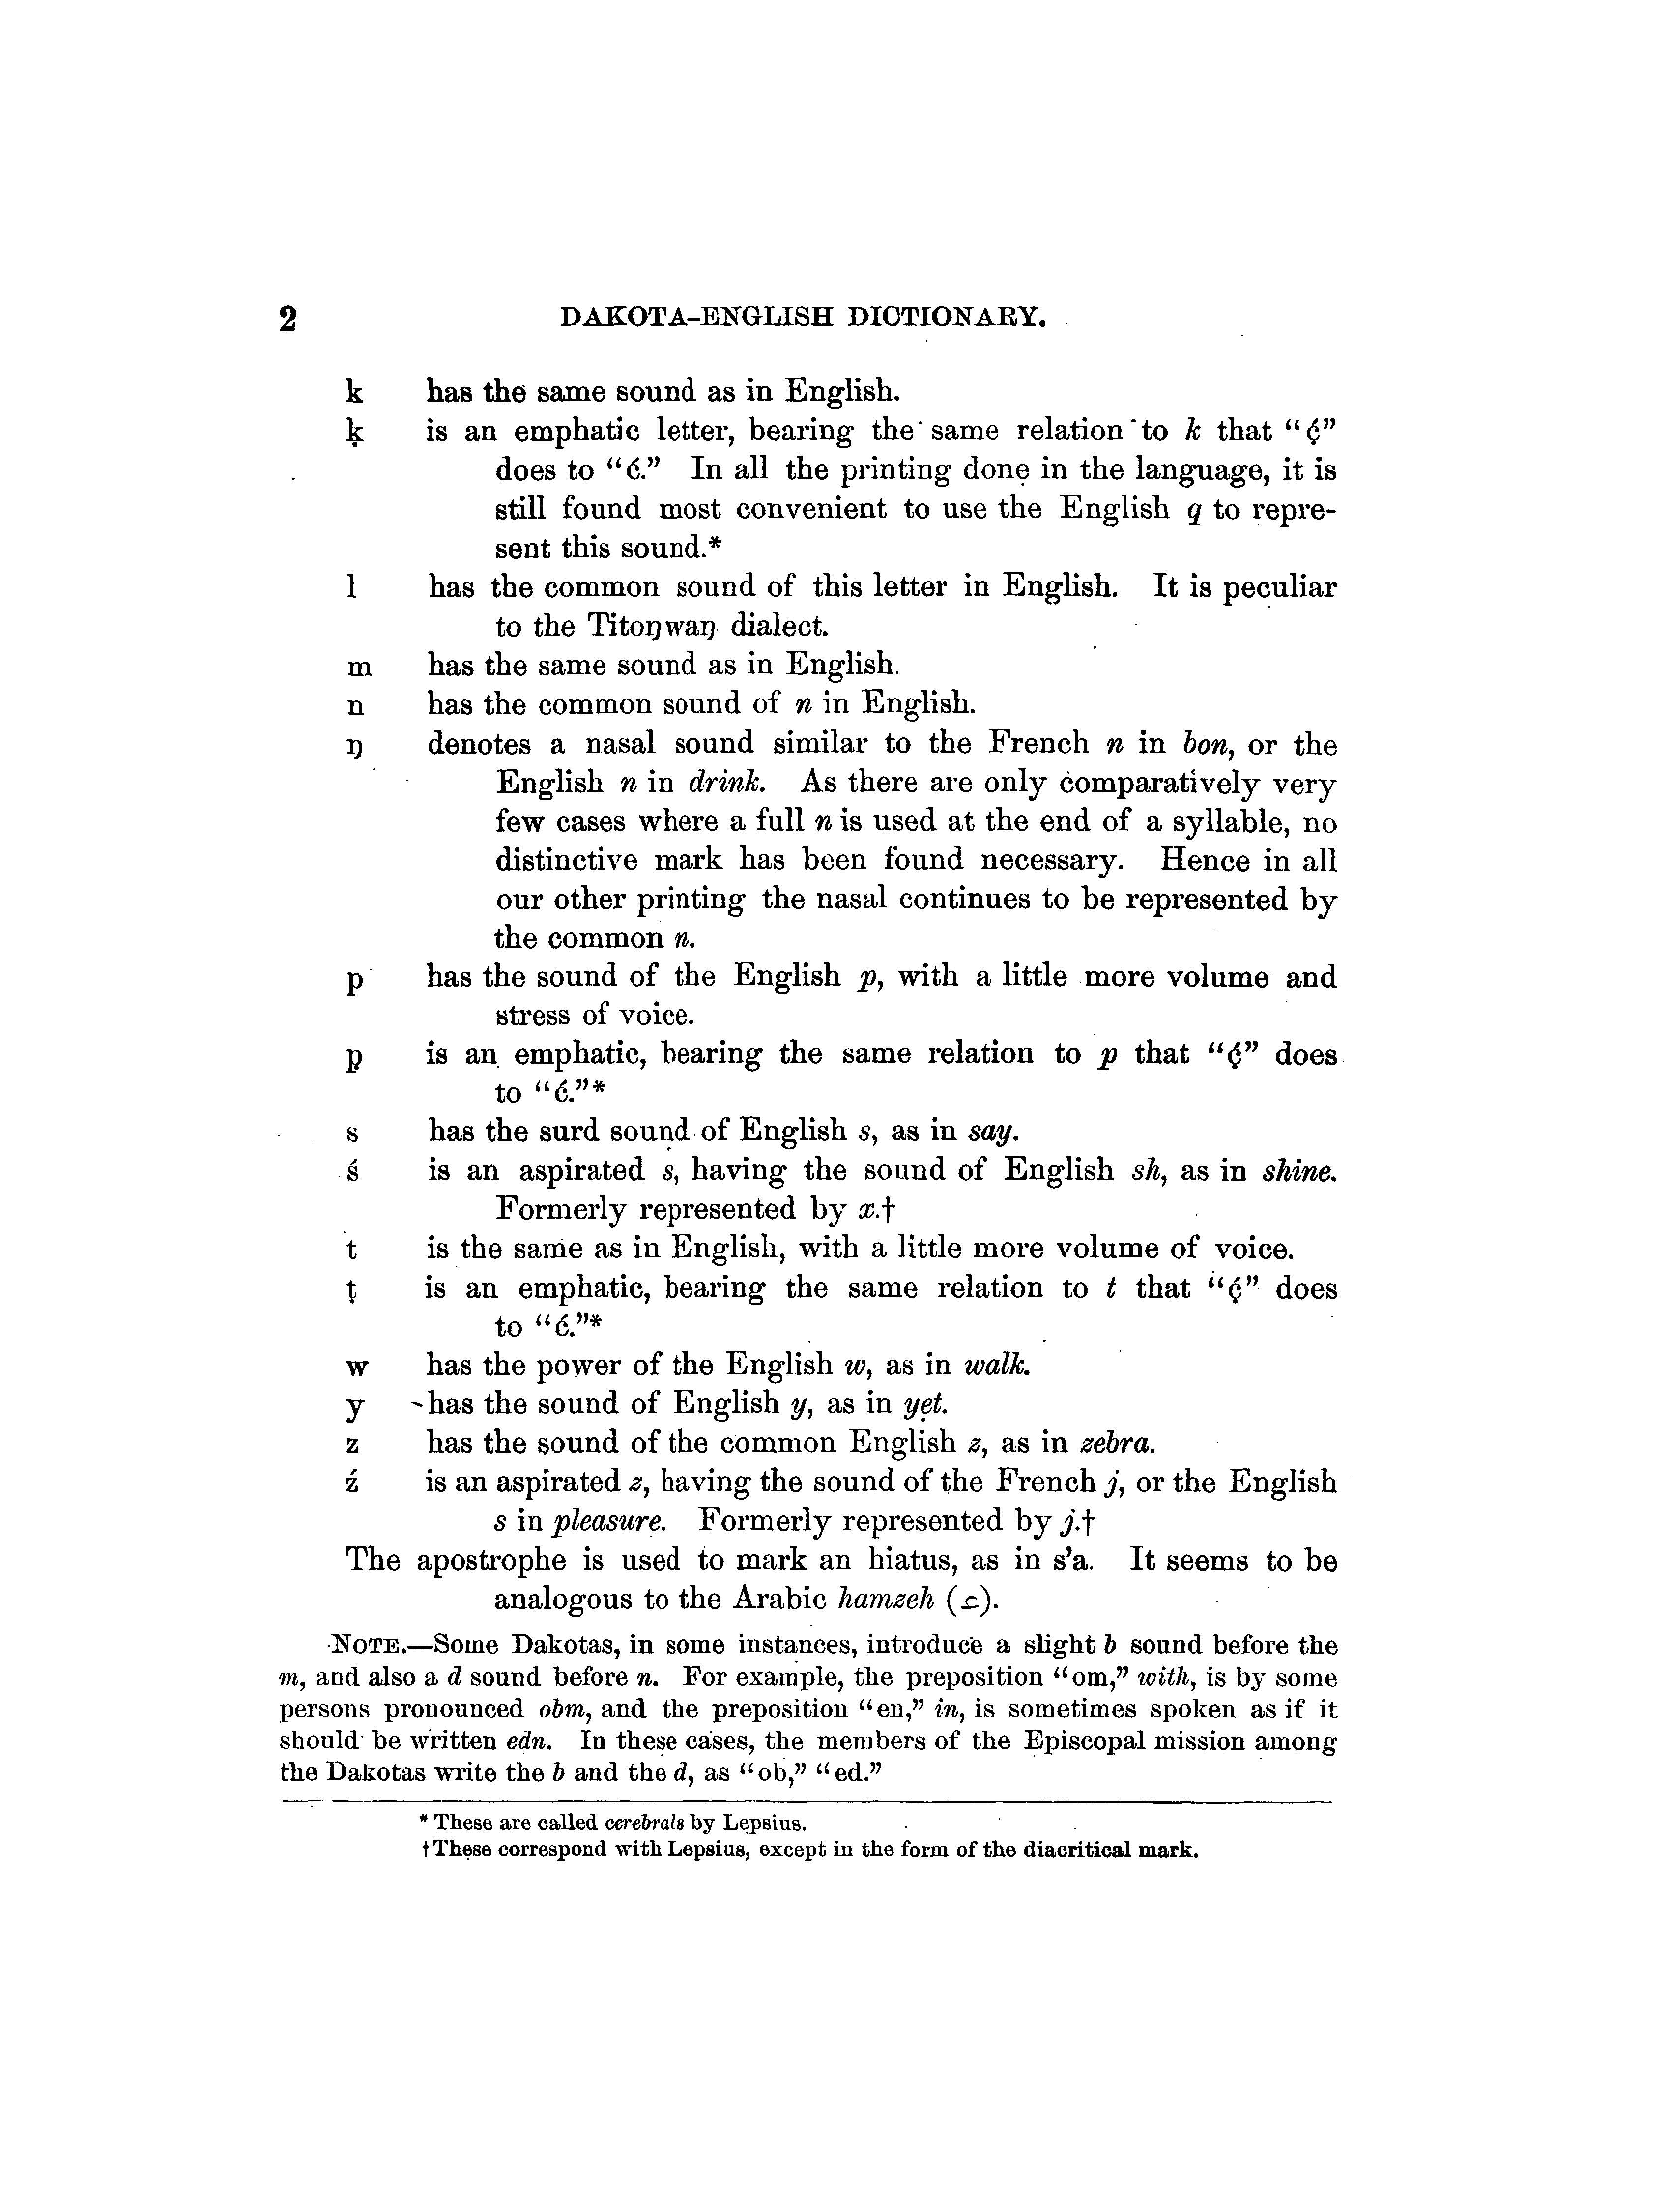 2 DAKOTA-ENGLISH DICTIONARY.
k has the same sound as in English.
ḳ is an emphatic letter, bearing the same relation to k that “ć̣”
does to “ć.” In all the printing done in the language, it is
still found most convenient to use the English q to repre-
sent this sound.*
l has the common sound of this letter in English. It is peculiar
to the Titoŋwaŋ dialect.
m has the same sound as in English.
n has the common sound of n in English.
ŋ denotes a nasal sound similar to the French n in bon, or the
English n in drink. As there are only comparatively very
few cases where a full n is used at the end of a syllable, no
distinctive mark has been found necessary. Hence in all
our other printing the nasal continues to be represented by
the common n.
p has the sound of the English p, with a little more volume and
stress of voice.
p̣ is an emphatic, bearing the same relation to p that “ć̣” does
to “ć.”*
s has the surd sound of English s, as in say.
ś is an aspirated s, having the sound of English sh, as in shine.
Formerly represented by x.†
t is the same as in English, with a little more volume of voice.
ṭ is an emphatic, bearing the same relation to t that “ć̣” does
to “ć.”*
w has the power of the English w, as in walk.
y has the sound of English y, as in yet.
z has the sound of the common English z, as in zebra.
ź is an aspirated z, having the sound of the French j, or the English
s in pleasure. Formerly represented by j.†
The apostrophe is used to mark an hiatus, as in s’a. It seems to be
analogous to the Arabic hamzeh (ء).
NOTE.—Some Dakotas, in some instances, introduce a slight b sound before the
m, and also a d sound before n. For example, the preposition “om,” with, is by some
persons pronounced obm, and the preposition “en,” in, is sometimes spoken as if it
should be written edn. In these cases, the members of the Episcopal mission among
the Dakotas write the b and the d, as “ob,” “ed.”
* These are called cerebrals by Lepsius.
† These correspond with Lepsius, except in the form of the diacritical mark.